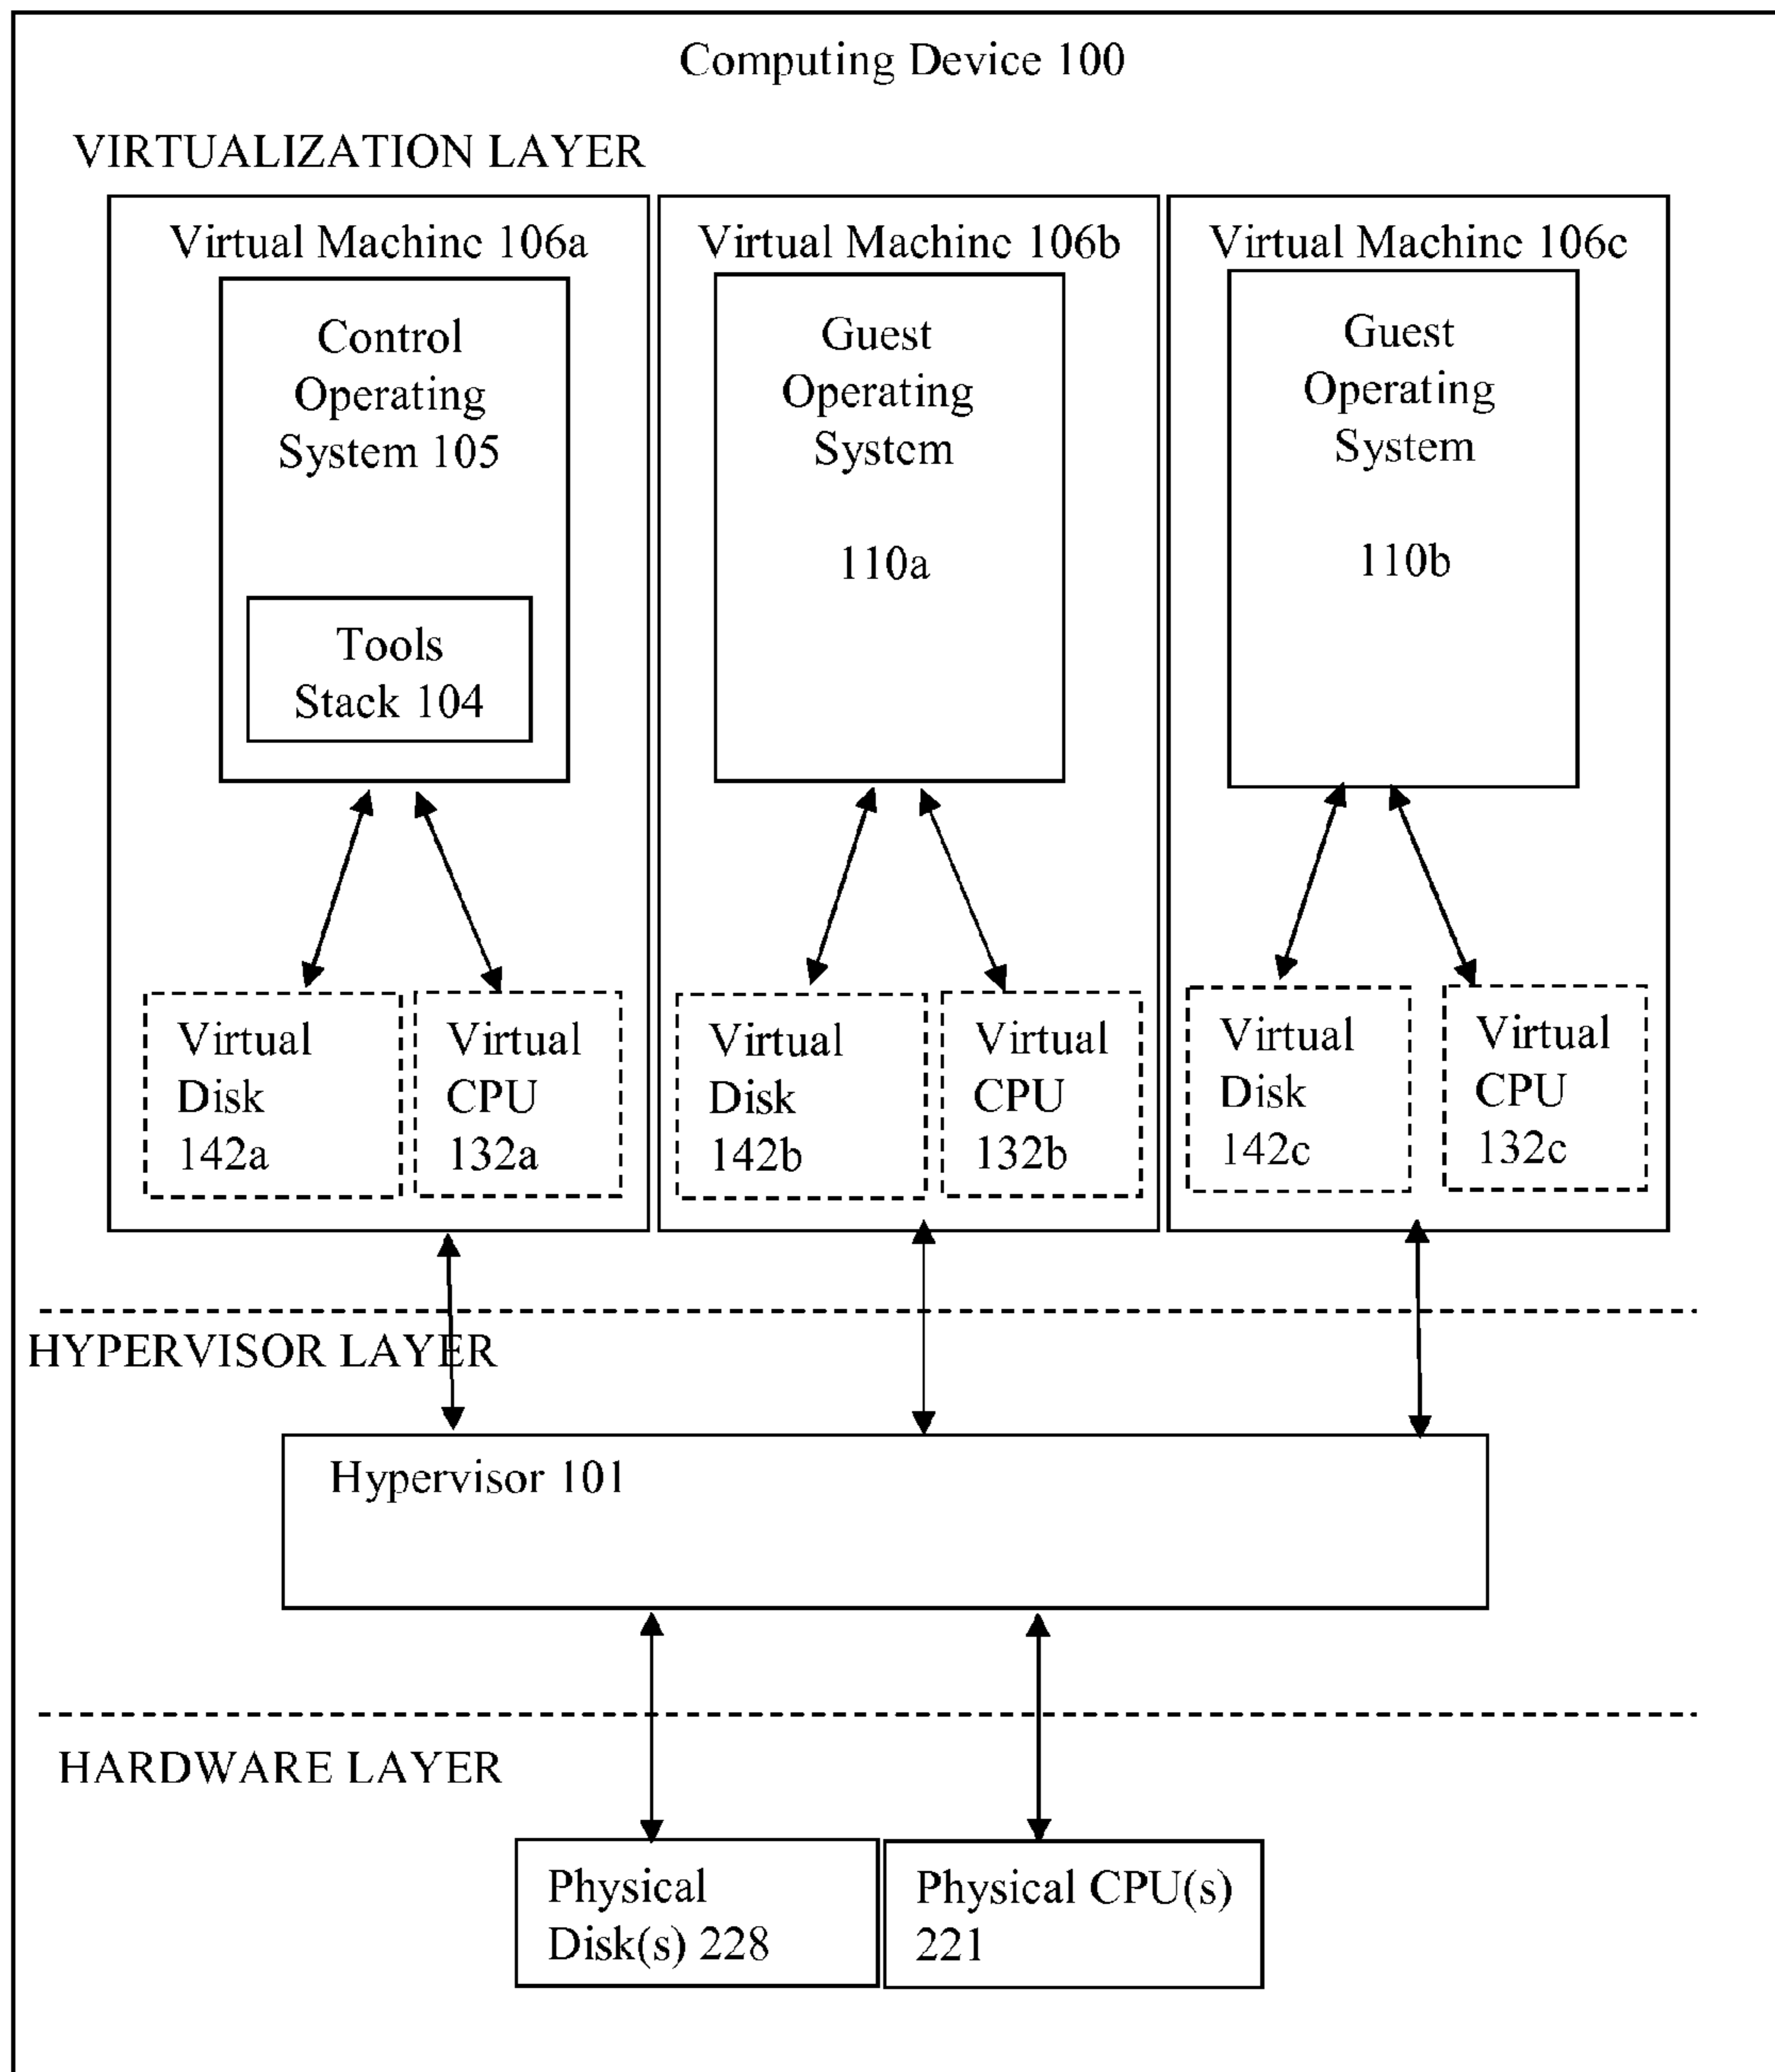 Computing Device 100
VIRTUALIZATION LAYER
Virtual Machine 106a
Control
Operating
System 105
Tools
Stack 104
Virtual
Disk
142a
Virtual
CPU
132a
Virtual Machine 106b
Guest
Operating
System
110a
Virtual
Disk
142b
Virtual
CPU
132b
Virtual Machine 106c
Guest
Operating
System
110b
Virtual
Disk
142c
Virtual
CPU
132c
HYPERVISOR LAYER
Hypervisor 101
HARDWARE LAYER
Physical
Disk(s) 228
Physical CPU(s)
221